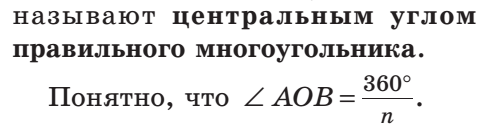 называют центральным углом
правильного многоугольника.
Понятно, что ∠ AOB = 360°/n.